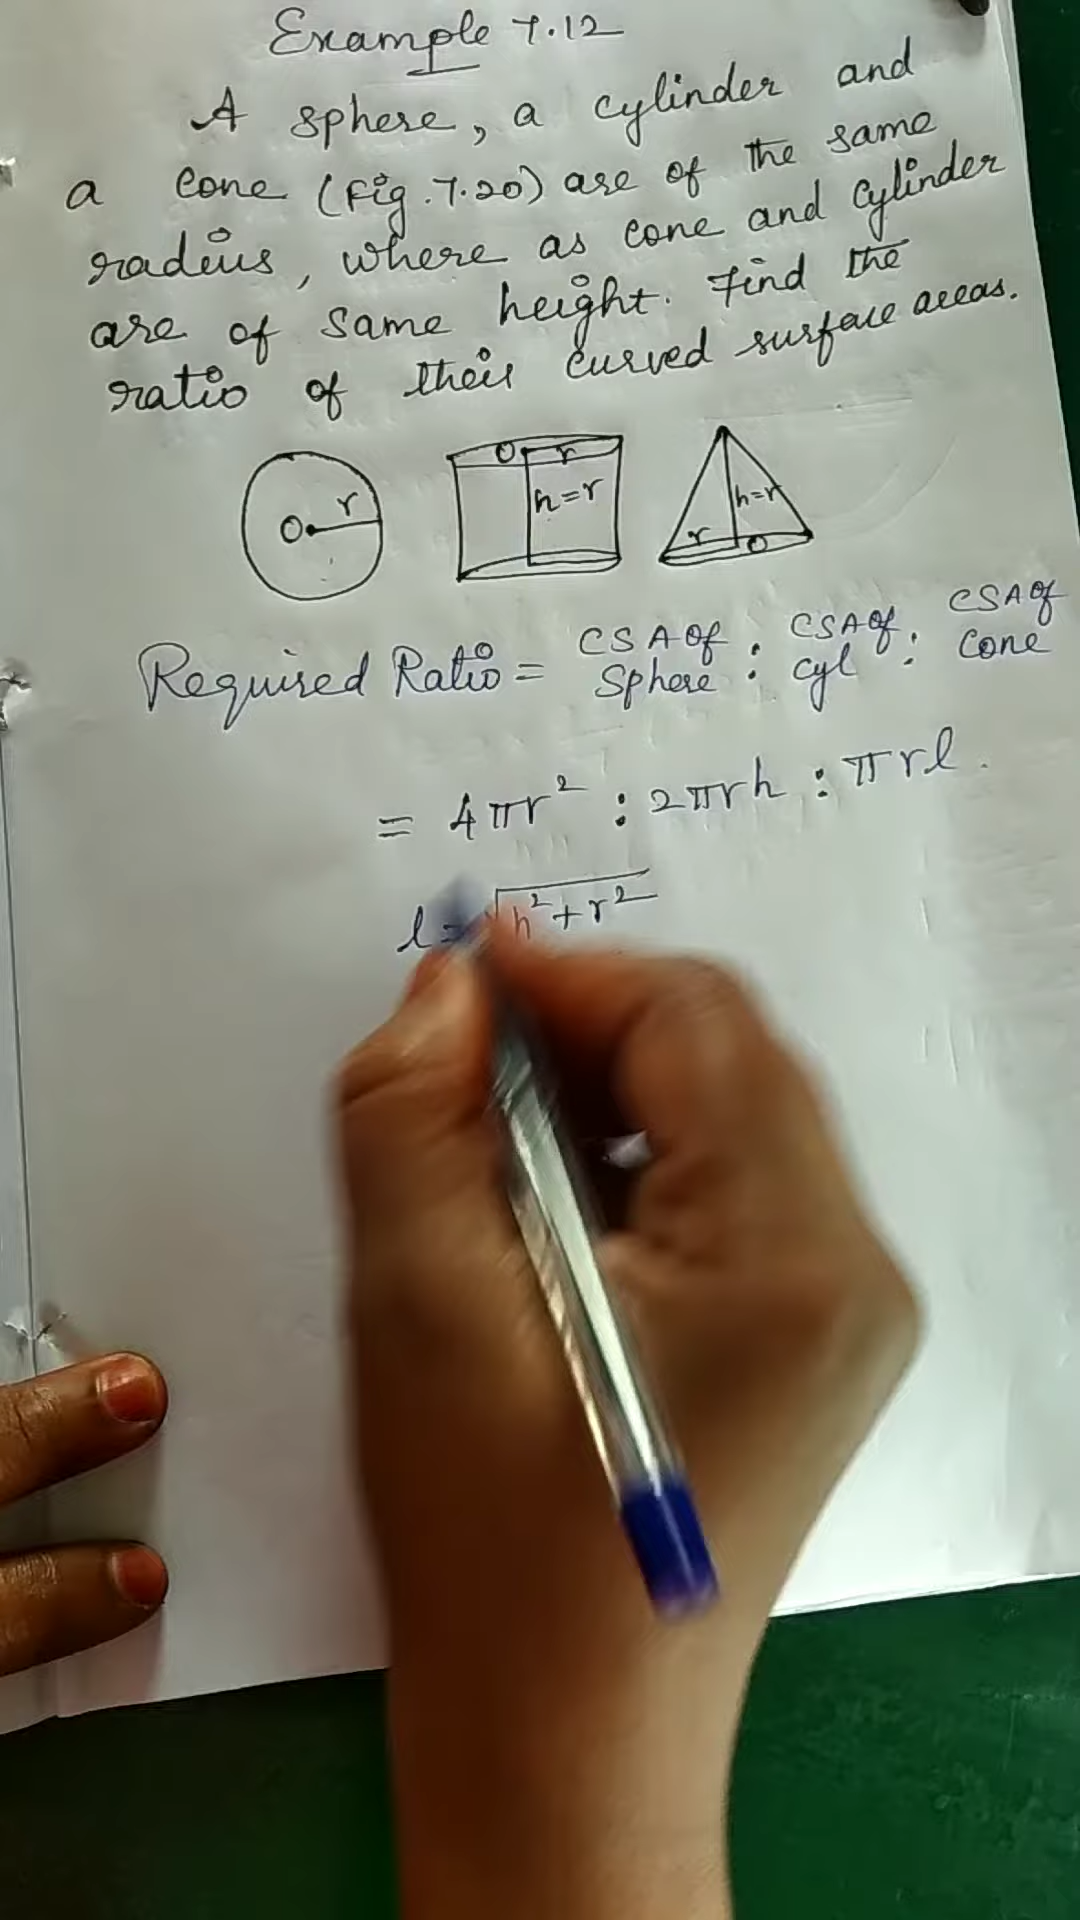 Example 7.12
A sphere, a cylinder and
a cone (Fig. 7.20) are of the same
radius, where as cone and cylinder
are of same height. Find the
ratio of their curved surface areas.
O r
O r h=r
h=r r O
Required Ratio = CSA of Sphere : CSA of cyl : CSA of cone
= 4πr² : 2πrh : πrl.
l = √h²+r²